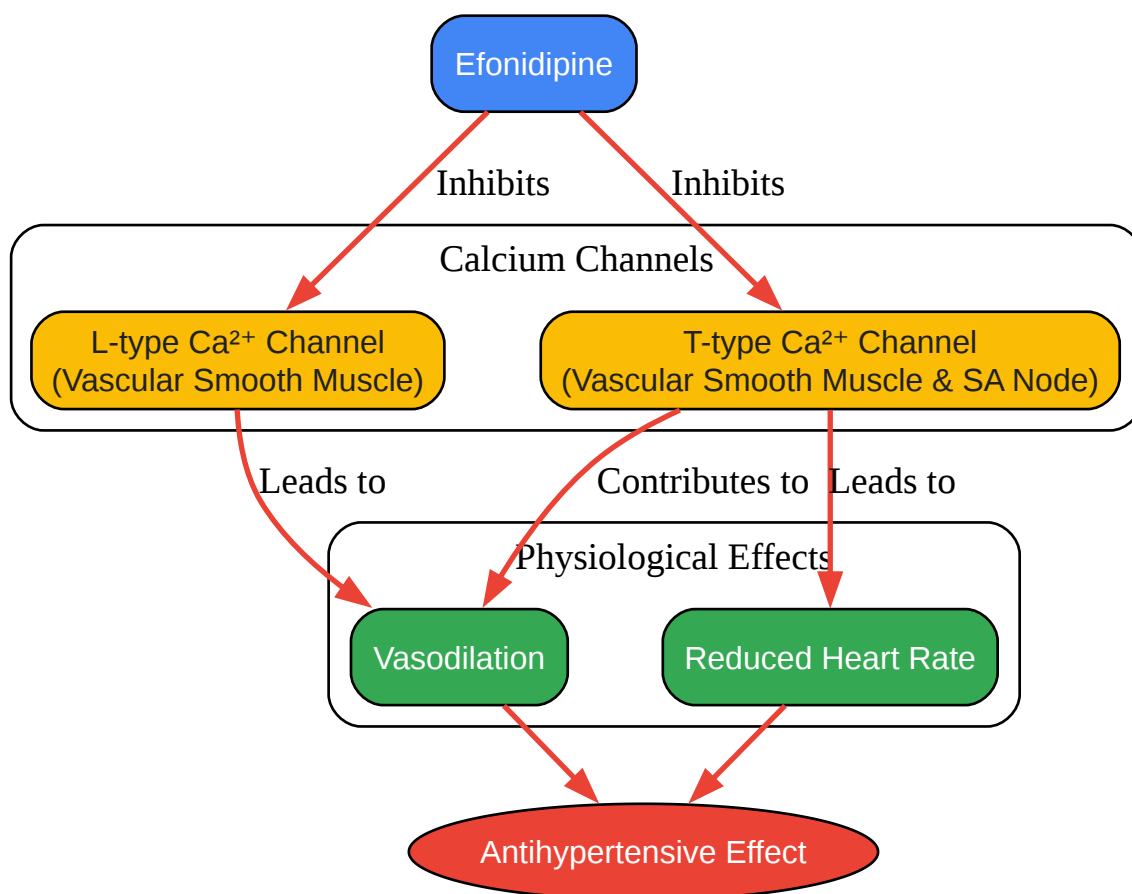 Efonidipine
Inhibits
Inhibits
Calcium Channels
L-type Ca²⁺ Channel
(Vascular Smooth Muscle)
T-type Ca²⁺ Channel
(Vascular Smooth Muscle & SA Node)
Leads to
Contributes to
Leads to
Physiological Effects
Vasodilation
Reduced Heart Rate
Antihypertensive Effect